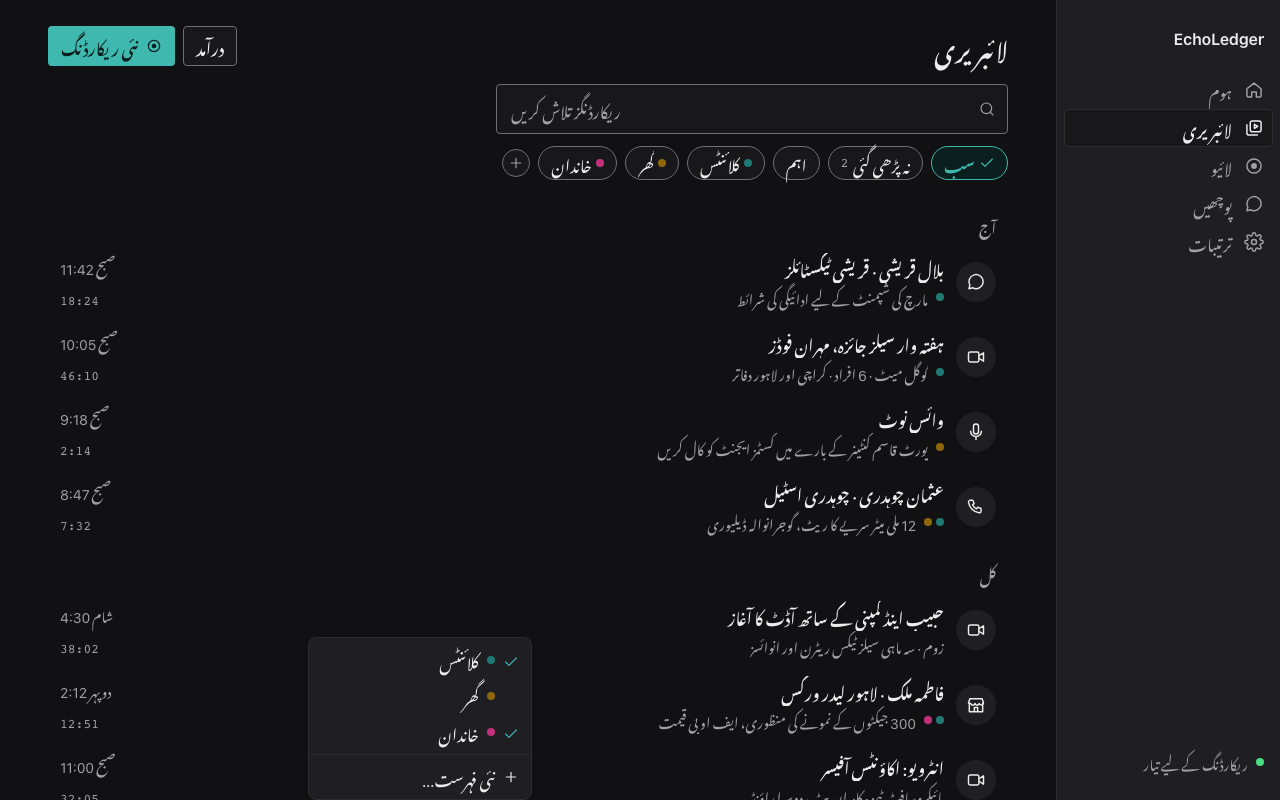 EchoLedger
ہوم
لائبریری
لائیو
پوچھیں
ترتیبات
ریکارڈنگ کے لیے تیار
لائبریری
درآمد
نئی ریکارڈنگ
ریکارڈنگز تلاش کریں
سب
نہ پڑھی گئی 2
اہم
کلائنٹس
گھر
خاندان
آج
بلال قریشی · قریشی ٹیکسٹائلز
صبح 11:42
مارچ کی شپمنٹ کے لیے ادائیگی کی شرائط
18:24
ہفتہ وار سیلز جائزہ، مہران فوڈز
صبح 10:05
گوگل میٹ · 6 افراد · کراچی اور لاہور دفاتر
46:10
وائس نوٹ
صبح 9:18
پورٹ قاسم کنٹینر کے بارے میں کسٹمز ایجنٹ کو کال کریں
2:14
عثمان چوہدری · چوہدری اسٹیل
صبح 8:47
12 ملی میٹر سریے کا ریٹ، گوجرانوالہ ڈیلیوری
7:32
کل
حبیب اینڈ کمپنی کے ساتھ آڈٹ کا آغاز
شام 4:30
زوم · سہ ماہی سیلز ٹیکس ریٹرن اور انوائسز
38:02
فاطمہ ملک · لاہور لیدر ورکس
دوپہر 2:12
300 جیکٹوں کے نمونے کی منظوری، ایف او بی قیمت
12:51
انٹرویو: اکاؤنٹس آفیسر
صبح 11:00
32:05
کلائنٹس
گھر
خاندان
نئی فہرست...